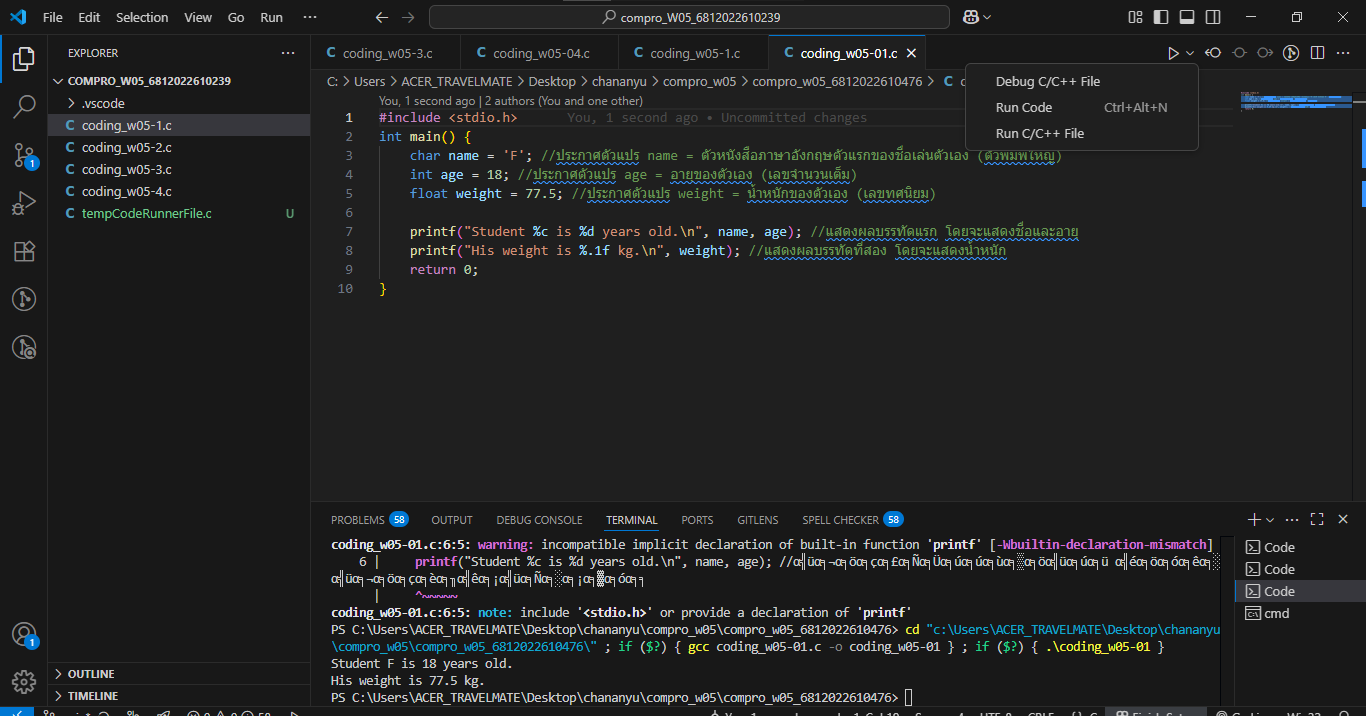 File Edit Selection View Go Run ··· compro_W05_6812022610239
EXPLORER ···
COMPRO_W05_6812022610239
.vscode
C coding_w05-1.c
C coding_w05-2.c
C coding_w05-3.c
C coding_w05-4.c
C tempCodeRunnerFile.c U
OUTLINE
TIMELINE
1
1
C coding_w05-3.c C coding_w05-04.c C coding_w05-1.c C coding_w05-01.c
C: > Users > ACER_TRAVELMATE > Desktop > chananyu > compro_w05 > compro_w05_6812022610476 > C
Debug C/C++ File
Run Code Ctrl+Alt+N
Run C/C++ File
You, 1 second ago | 2 authors (You and one other)
1 #include <stdio.h> You, 1 second ago • Uncommitted changes
2 int main() {
3 char name = 'F'; //ประกาศตัวแปร name = ตัวหนังสือภาษาอังกฤษตัวแรกของชื่อเล่นตัวเอง (ตัวพิมพ์ใหญ่)
4 int age = 18; //ประกาศตัวแปร age = อายุของตัวเอง (เลขจำนวนเต็ม)
5 float weight = 77.5; //ประกาศตัวแปร weight = น้ำหนักของตัวเอง (เลขทศนิยม)
6
7 printf("Student %c is %d years old.\n", name, age); //แสดงผลบรรทัดแรก โดยจะแสดงชื่อและอายุ
8 printf("His weight is %.1f kg.\n", weight); //แสดงผลบรรทัดที่สอง โดยจะแสดงน้ำหนัก
9 return 0;
10 }
PROBLEMS 58 OUTPUT DEBUG CONSOLE TERMINAL PORTS GITLENS SPELL CHECKER 58
coding_w05-01.c:6:5: warning: incompatible implicit declaration of built-in function 'printf' [-Wbuiltin-declaration-mismatch]
6 | printf("Student %c is %d years old.\n", name, age); //
| ^~~~~~
coding_w05-01.c:6:5: note: include '<stdio.h>' or provide a declaration of 'printf'
PS C:\Users\ACER_TRAVELMATE\Desktop\chananyu\compro_w05\compro_w05_6812022610476> cd "c:\Users\ACER_TRAVELMATE\Desktop\chananyu
\compro_w05\compro_w05_6812022610476\" ; if ($?) { gcc coding_w05-01.c -o coding_w05-01 } ; if ($?) { .\coding_w05-01 }
Student F is 18 years old.
His weight is 77.5 kg.
PS C:\Users\ACER_TRAVELMATE\Desktop\chananyu\compro_w05\compro_w05_6812022610476>
Code
Code
Code
cmd